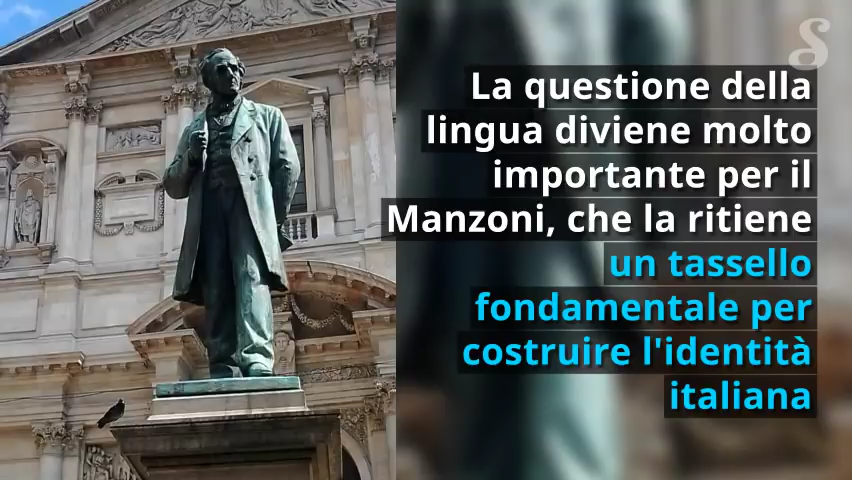 La questione della
lingua diviene molto
importante per il
Manzoni, che la ritiene
un tassello
fondamentale per
costruire l'identità
italiana